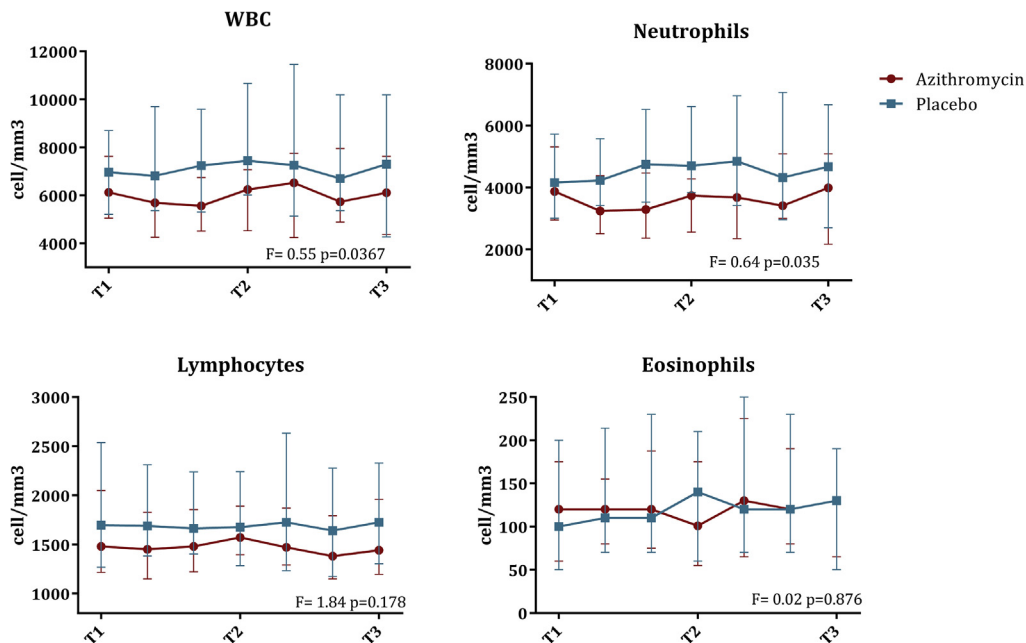 WBC
12000
10000
8000
6000
4000
cell/mm3
F= 0.55 p=0.0367
T1
T2
T3
Neutrophils
8000
6000
4000
2000
cell/mm3
F= 0.64 p=0.035
T1
T2
T3
Azithromycin
Placebo
Lymphocytes
3000
2500
2000
1500
1000
cell/mm3
F= 1.84 p=0.178
T1
T2
T3
Eosinophils
250
200
150
100
50
0
cell/mm3
F= 0.02 p=0.876
T1
T2
T3